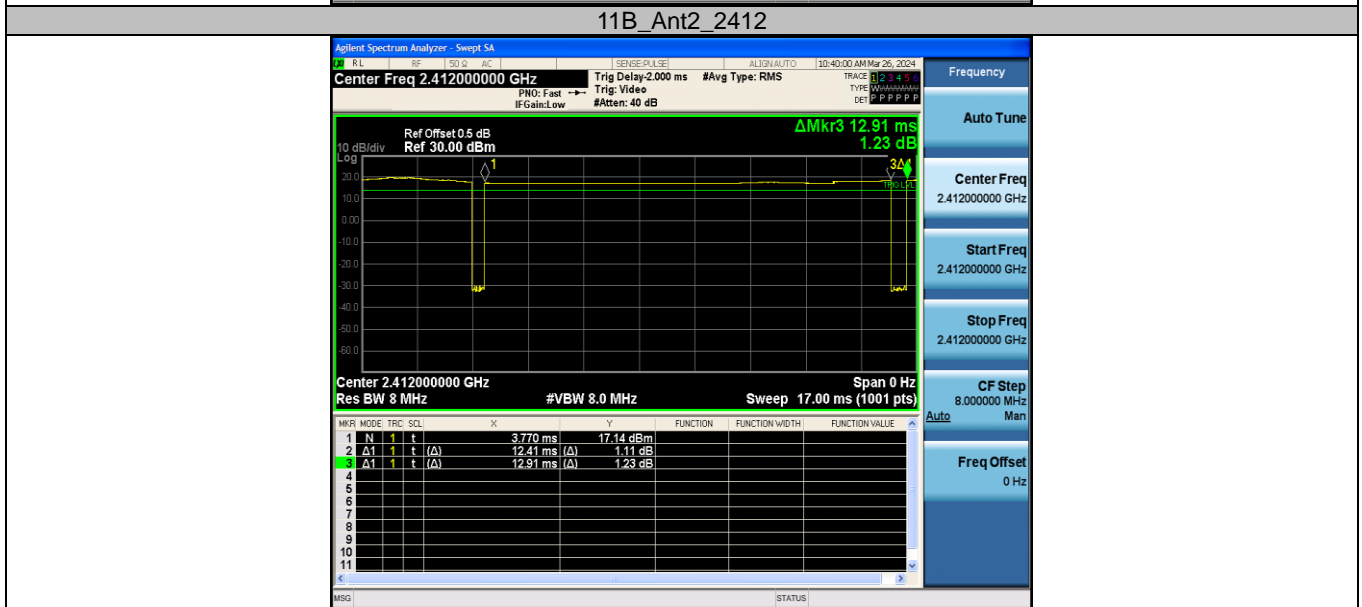 11B_Ant2_2412
Agilent Spectrum Analyzer - Swept SA
RL RF 50 Ω AC SENSE:PULSE ALIGNAUTO 10:40:00 AM Mar 26, 2024
Center Freq 2.412000000 GHz
PNO: Fast
IFGain:Low
Trig Delay-2.000 ms
Trig: Video
#Atten: 40 dB
#Avg Type: RMS
TRACE 1 2 3 4 5 6
TYPE W
DET P P P P P P
Frequency
Auto Tune
Center Freq
2.412000000 GHz
Start Freq
2.412000000 GHz
Stop Freq
2.412000000 GHz
CF Step
8.000000 MHz
Auto Man
Freq Offset
0 Hz
ΔMkr3 12.91 ms
1.23 dB
Ref Offset 0.5 dB
10 dB/div Ref 30.00 dBm
Log
1
20.0
TRIG LVL
10.0
0.00
-10.0
-20.0
-30.0
-40.0
-50.0
-60.0
Center 2.412000000 GHz Span 0 Hz
Res BW 8 MHz #VBW 8.0 MHz Sweep 17.00 ms (1001 pts)
MKR MODE TRC SCL X Y FUNCTION FUNCTION WIDTH FUNCTION VALUE
1 N 1 t 3.770 ms 17.14 dBm
2 Δ1 1 t (Δ) 12.41 ms (Δ) 1.11 dB
3 Δ1 1 t (Δ) 12.91 ms (Δ) 1.23 dB
4
5
6
7
8
9
10
11
MSG STATUS